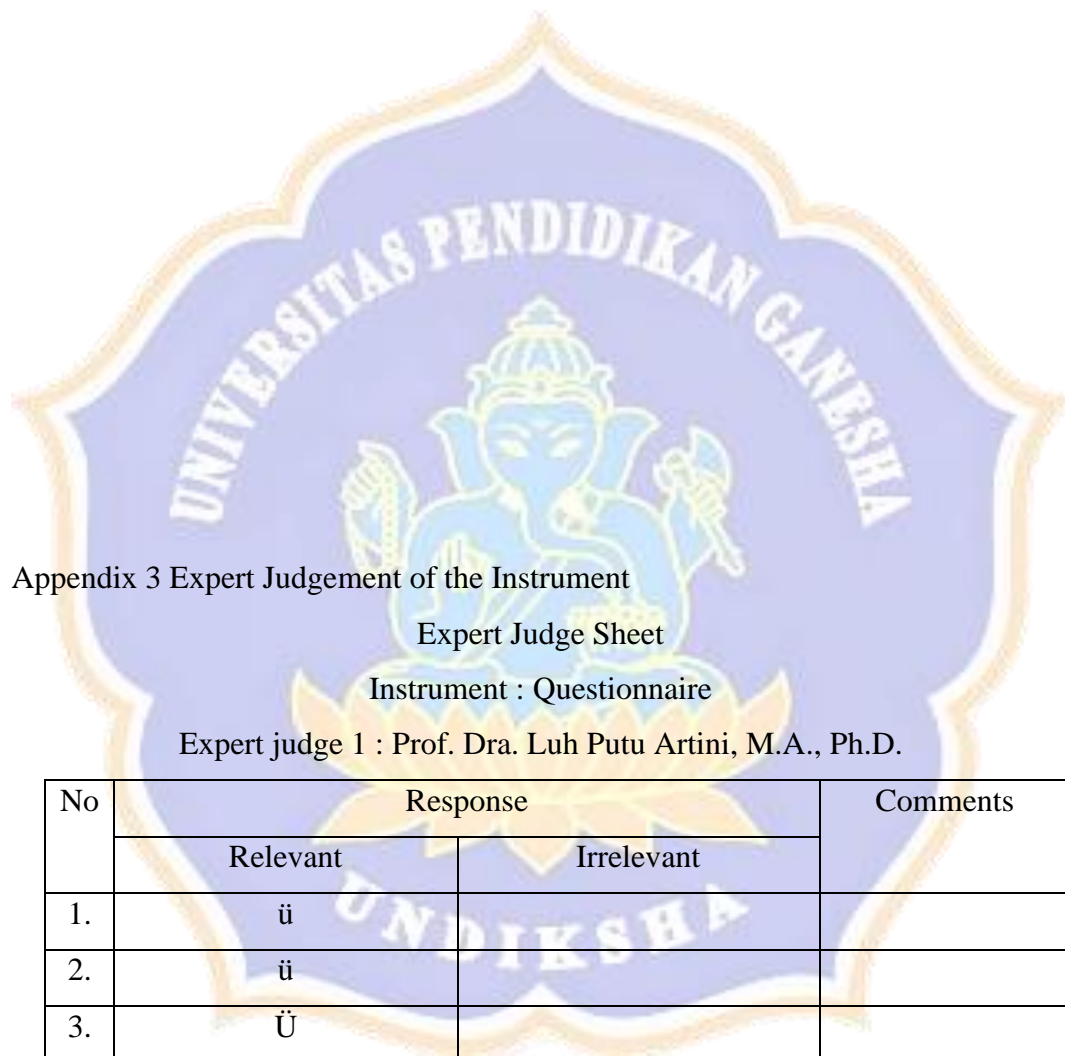 UNIVERSITAS PENDIDIKAN GANESHA
Appendix 3 Expert Judgement of the Instrument
Expert Judge Sheet
Instrument : Questionnaire
Expert judge 1 : Prof. Dra. Luh Putu Artini, M.A., Ph.D.
No Response Comments
Relevant Irrelevant
1. ü
2. ü
3. Ü
UNDIKSHA